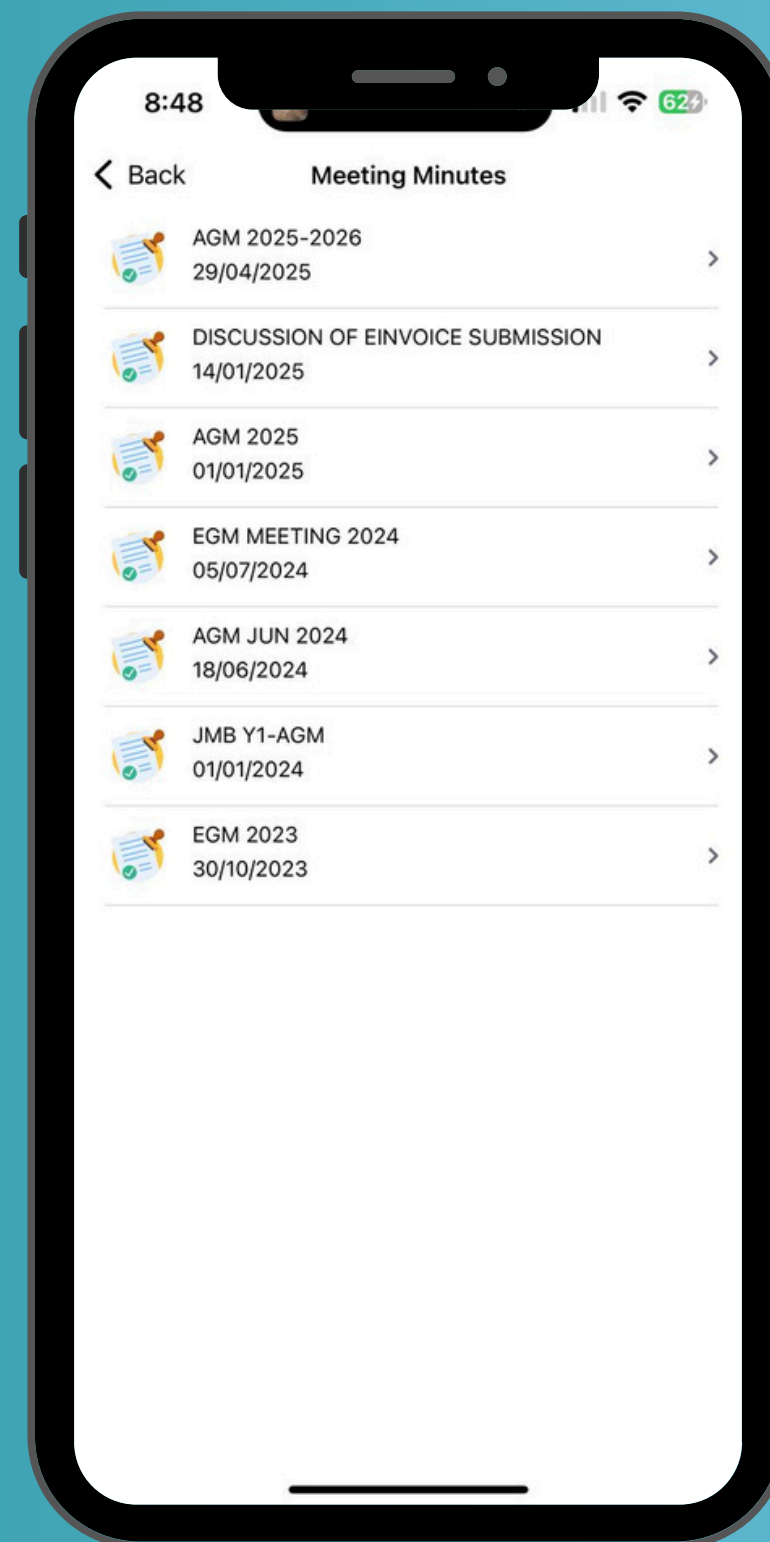 8:48
62
Back
Meeting Minutes
AGM 2025-2026
29/04/2025
DISCUSSION OF EINVOICE SUBMISSION
14/01/2025
AGM 2025
01/01/2025
EGM MEETING 2024
05/07/2024
AGM JUN 2024
18/06/2024
JMB Y1-AGM
01/01/2024
EGM 2023
30/10/2023